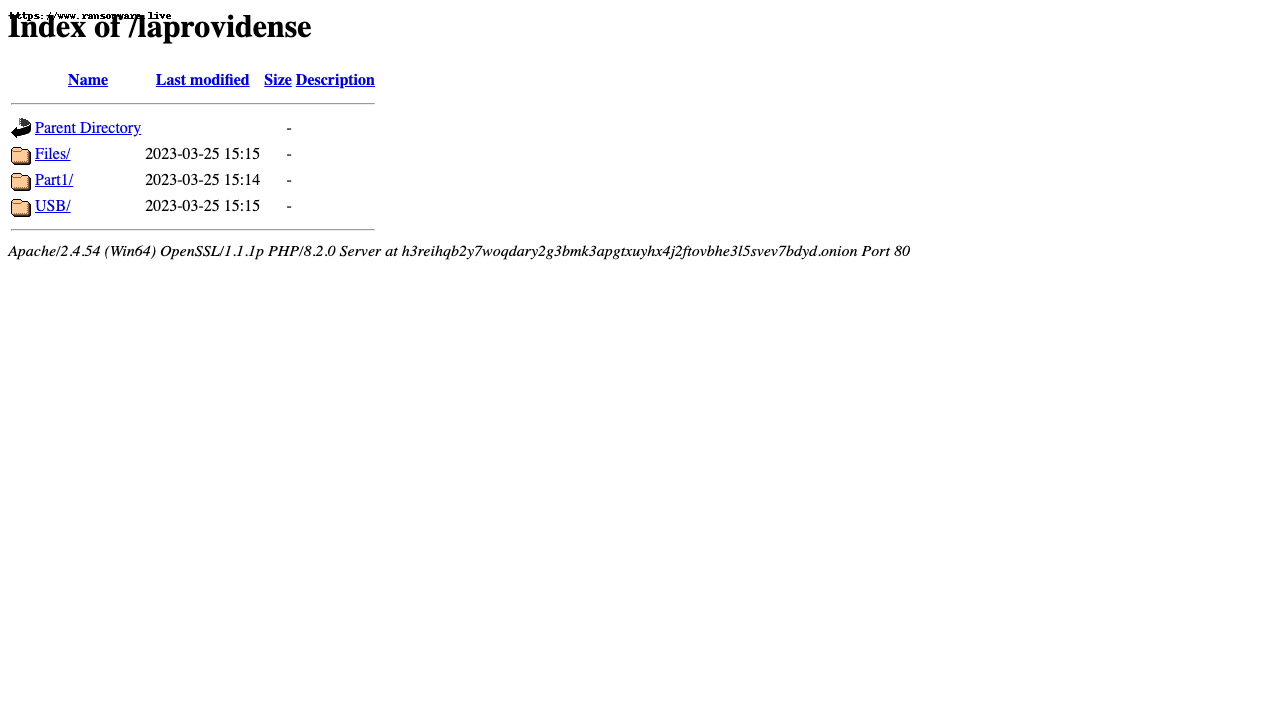 https://www.ransomware.live
Index of /laprovidense
Name Last modified Size Description
Parent Directory -
Files/ 2023-03-25 15:15 -
Part1/ 2023-03-25 15:14 -
USB/ 2023-03-25 15:15 -
Apache/2.4.54 (Win64) OpenSSL/1.1.1p PHP/8.2.0 Server at h3reihqb2y7woqdary2g3bmk3apgtxuyhx4j2ftovbhe3l5svev7bdyd.onion Port 80